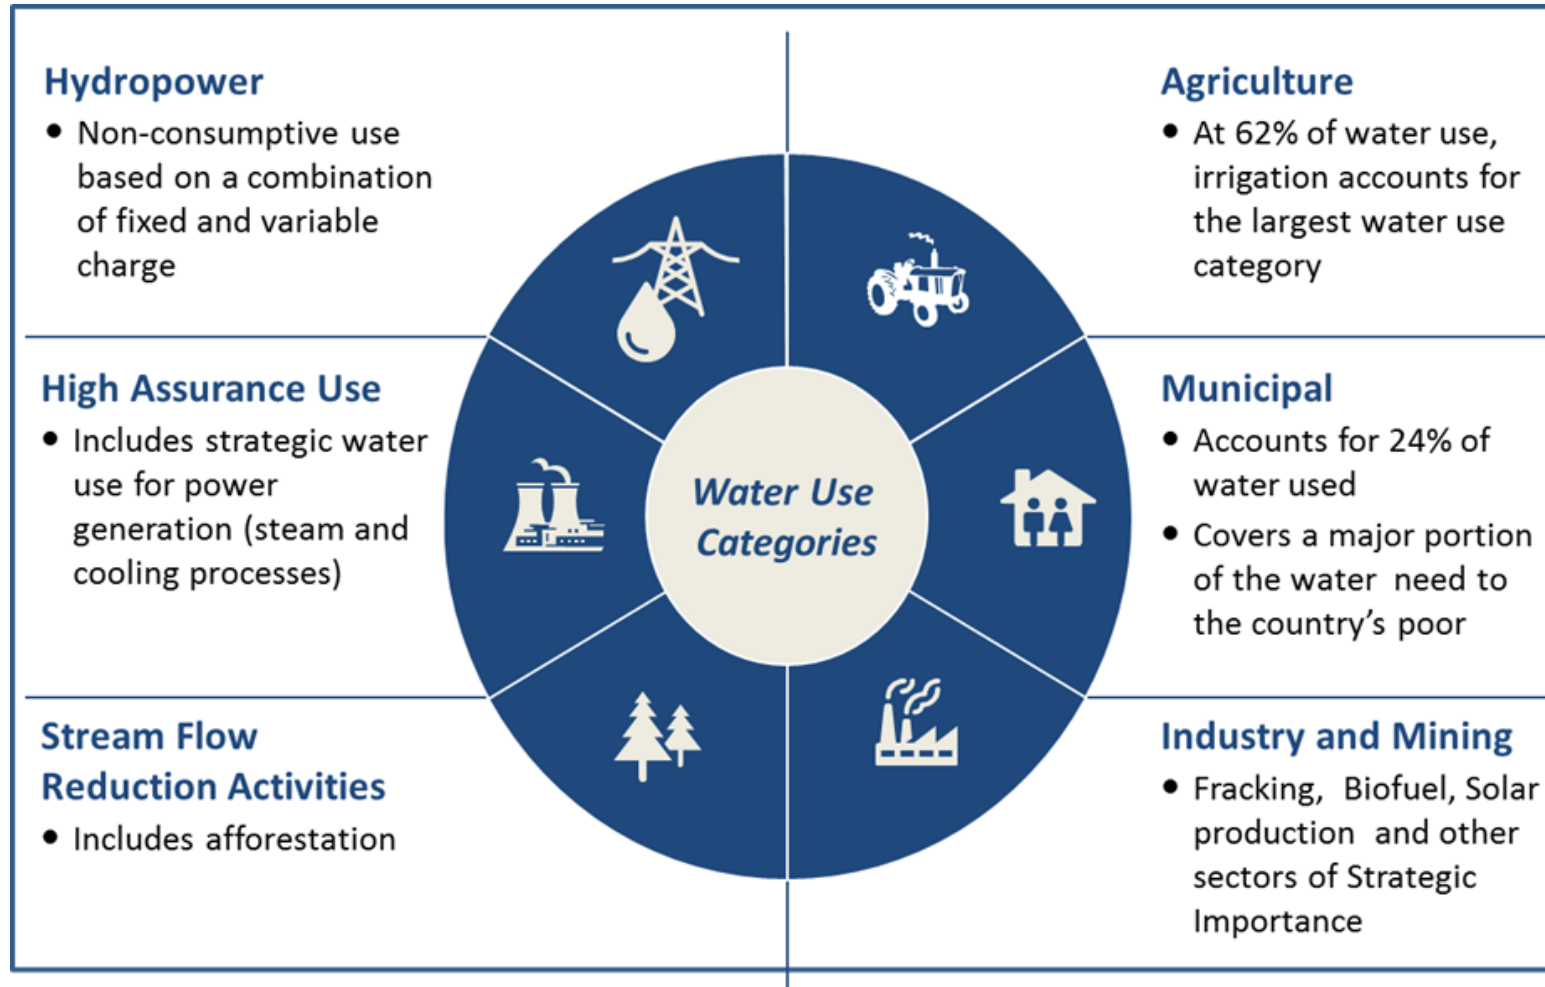 Hydropower
• Non-consumptive use
based on a combination
of fixed and variable
charge
High Assurance Use
• Includes strategic water
use for power
generation (steam and
cooling processes)
Stream Flow
Reduction Activities
• Includes afforestation
Water Use
Categories
Agriculture
• At 62% of water use,
irrigation accounts for
the largest water use
category
Municipal
• Accounts for 24% of
water used
• Covers a major portion
of the water need to
the country’s poor
Industry and Mining
• Fracking, Biofuel, Solar
production and other
sectors of Strategic
Importance